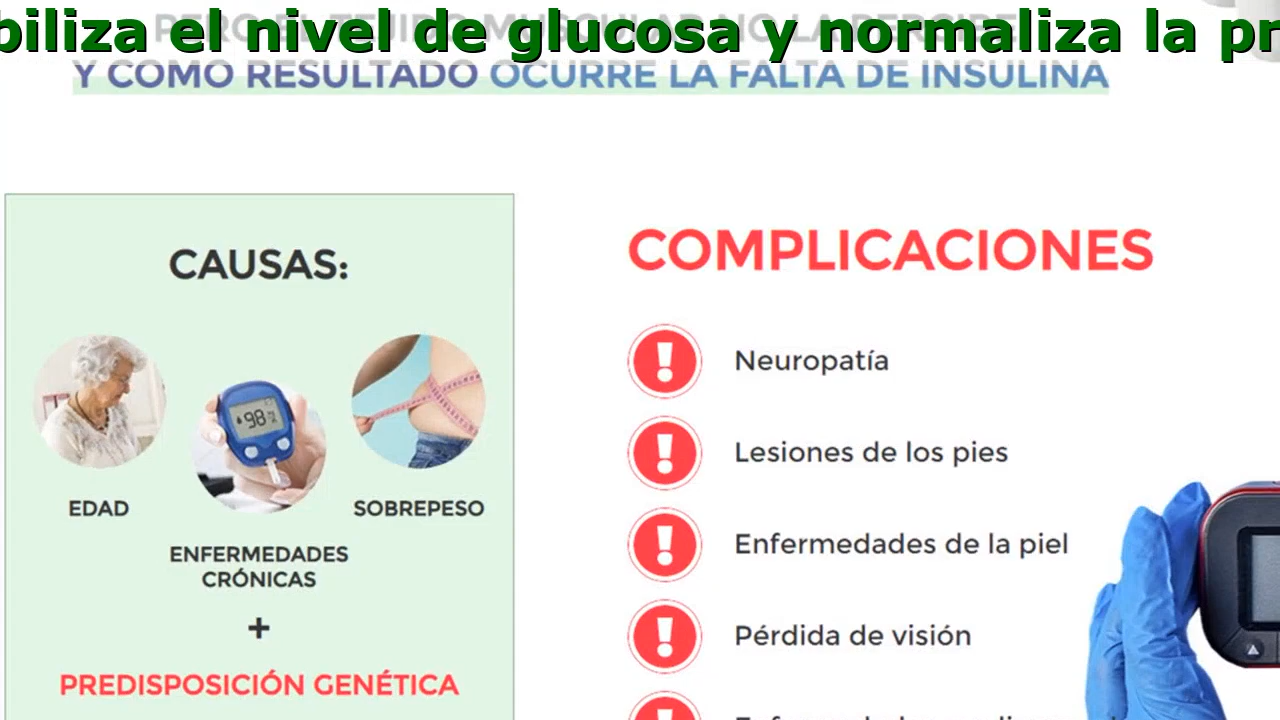 biliza el nivel de glucosa y normaliza la pr
Y COMO RESULTADO OCURRE LA FALTA DE INSULINA
CAUSAS:
EDAD
98
SOBREPESO
ENFERMEDADES
CRÓNICAS
+
PREDISPOSICIÓN GENÉTICA
COMPLICACIONES
Neuropatía
Lesiones de los pies
Enfermedades de la piel
Pérdida de visión